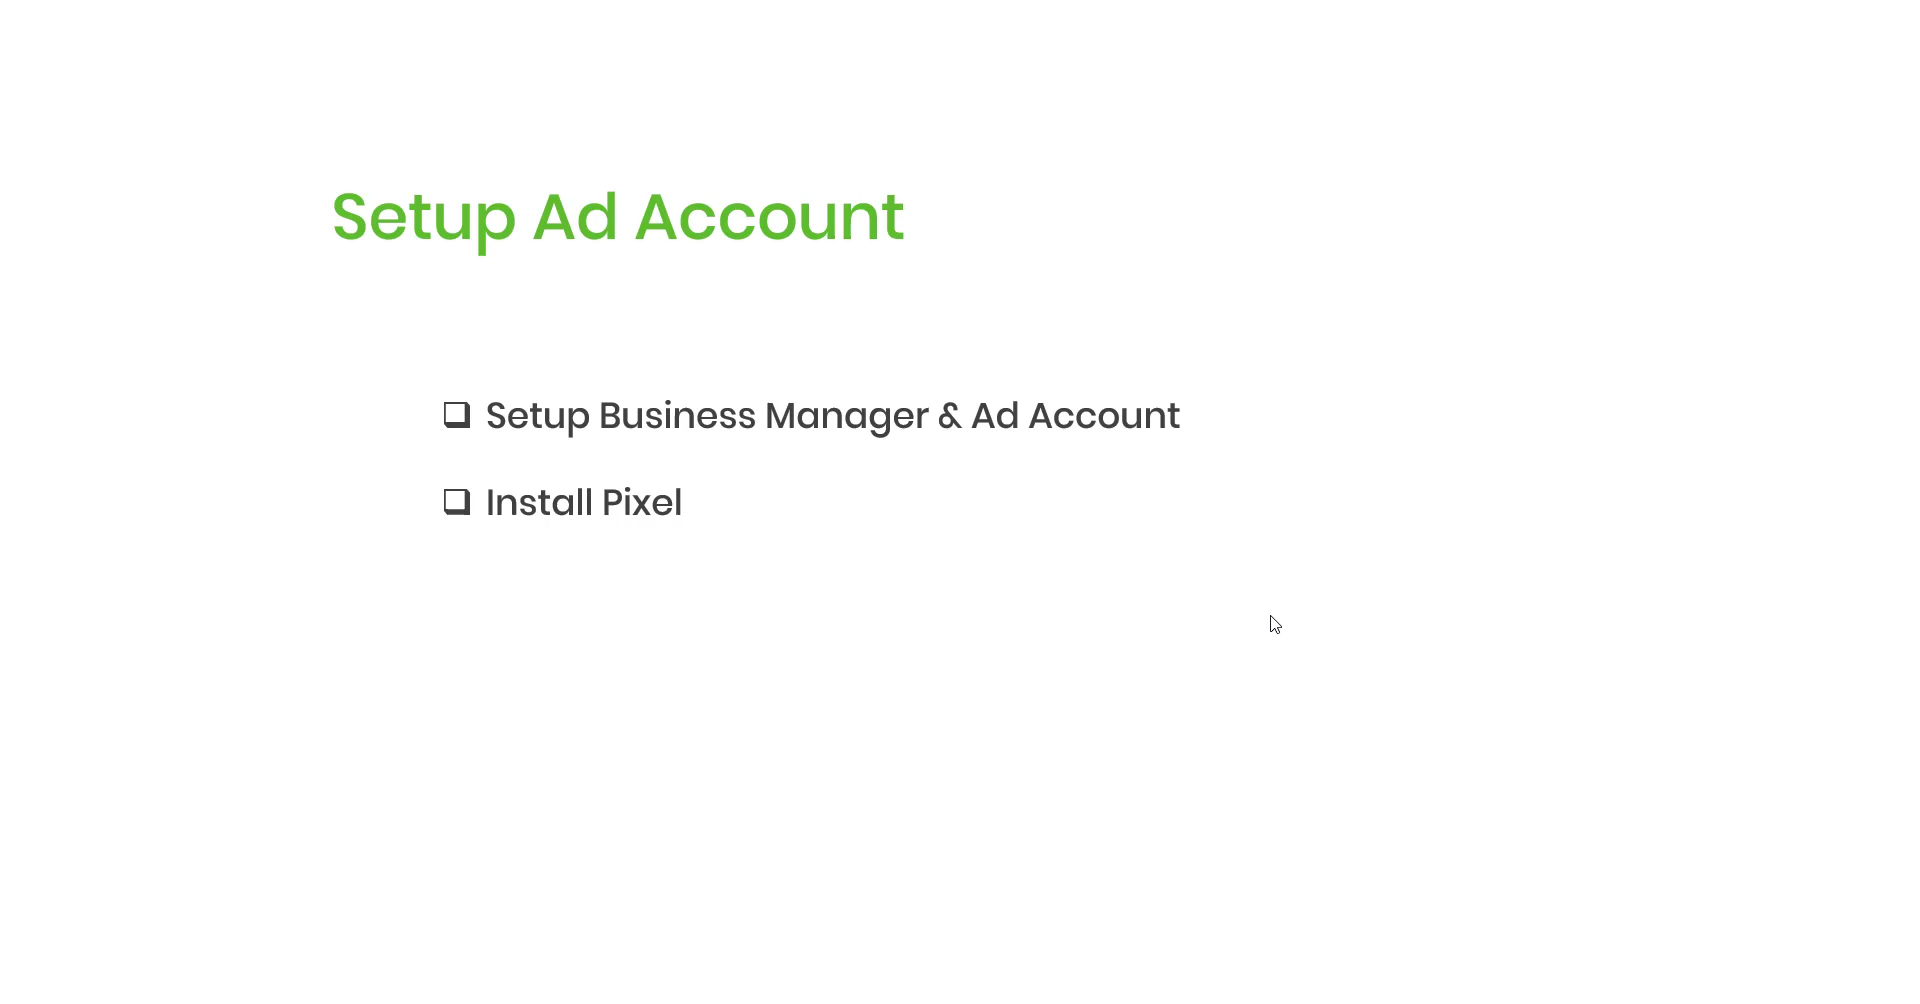 Setup Ad Account
❑ Setup Business Manager & Ad Account
❑ Install Pixel